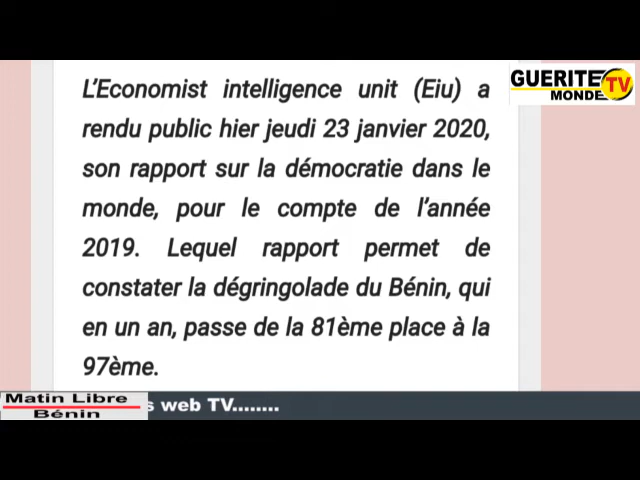 L'Economist intelligence unit (Eiu) a
rendu public hier jeudi 23 janvier 2020,
son rapport sur la démocratie dans le
monde, pour le compte de l'année
2019. Lequel rapport permet de
constater la dégringolade du Bénin, qui
en un an, passe de la 81ème place à la
97ème.
GUERITE TV
MONDE
Matin Libre
Bénin
s web TV........